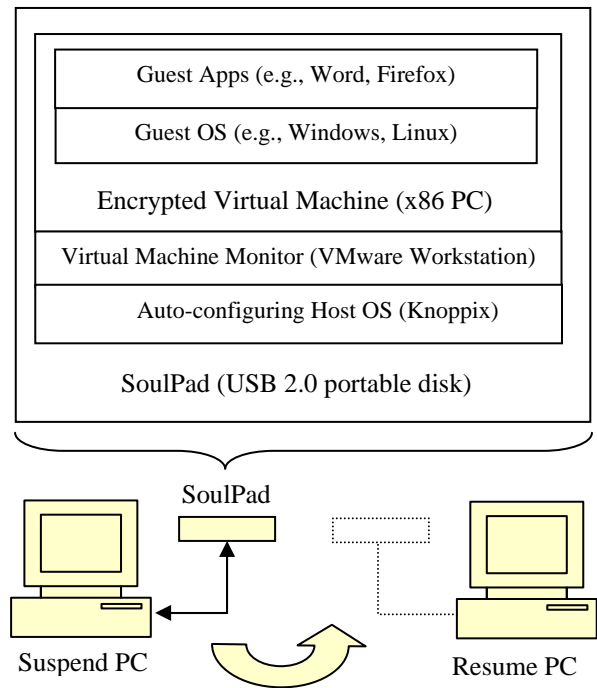 Guest Apps (e.g., Word, Firefox)
Guest OS (e.g., Windows, Linux)
Encrypted Virtual Machine (x86 PC)
Virtual Machine Monitor (VMware Workstation)
Auto-configuring Host OS (Knoppix)
SoulPad (USB 2.0 portable disk)
SoulPad
Suspend PC
Resume PC